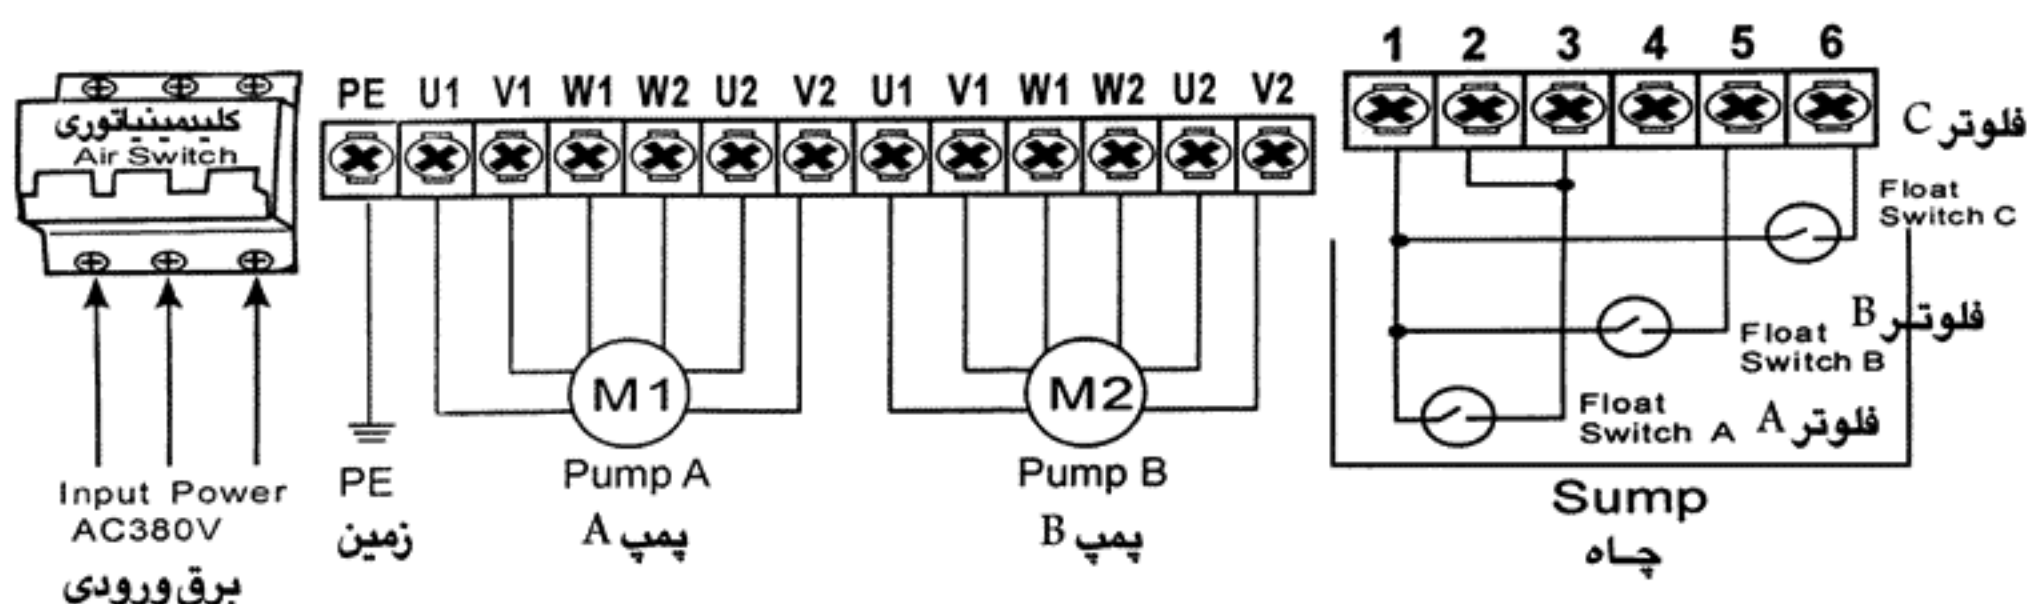 کلیدمینیاتوری
Air Switch
Input Power
AC380V
برق ورودی
PE U1 V1 W1 W2 U2 V2 U1 V1 W1 W2 U2 V2
PE
زمین
M1
Pump A
پمپ A
M2
Pump B
پمپ B
1 2 3 4 5 6
فلوتر C
Float
Switch C
فلوتر B
Float
Switch B
Float
Switch A
فلوتر A
Sump
چاه